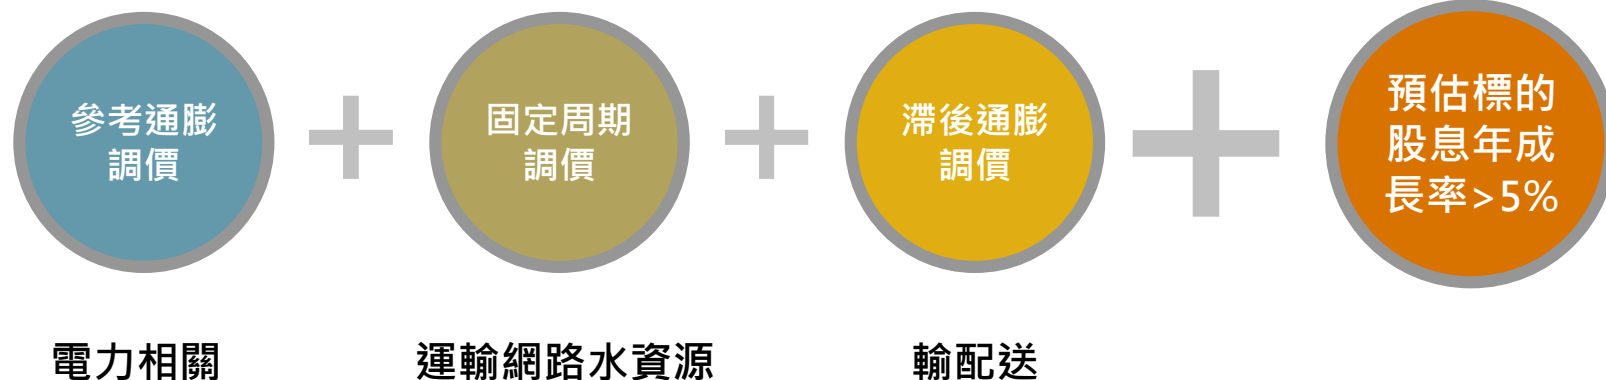 參考通膨
調價
固定周期
調價
滯後通膨
調價
預估標的
股息年成
長率>5%
電力相關
運輸網路水資源
輸配送